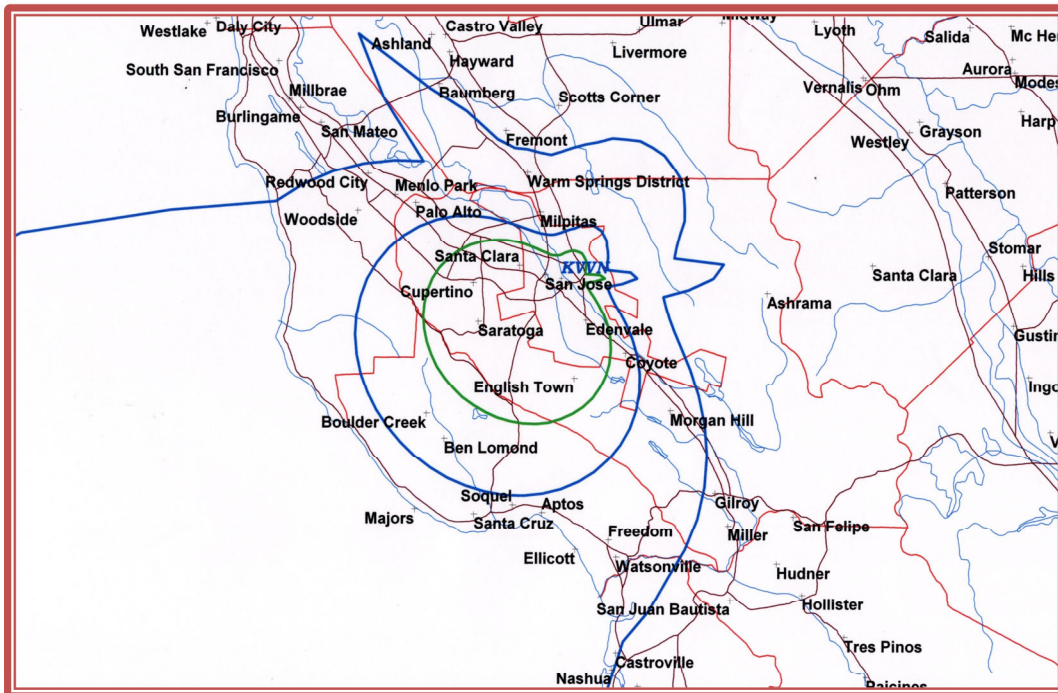 Westlake
Daly City
Castro Valley
Ulmar
Midway
Lyoth
Salida
Mc Her
Ashland
Livermore
South San Francisco
Hayward
Aurora
Millbrae
Baumberg
Vernalis
Ohm
Modes
Burlingame
Scotts Corner
San Mateo
Harp
Fremont
Westley
Grayson
Redwood City
Menlo Park
Warm Springs District
Patterson
Woodside
Palo Alto
Milpitas
Stomar
Santa Clara
San Jose
Santa Clara
Hills
Cupertino
Ashrama
Saratoga
Edenvale
Gustin
Coyote
English Town
Ingo
Boulder Creek
Morgan Hill
Ben Lomond
V
Soquel
Aptos
Gilroy
Majors
Santa Cruz
San Felipe
Freedom
Miller
Ellicott
Watsonville
Hudner
San Juan Bautista
Hollister
Tres Pinos
Castroville
Nashua
Paicines